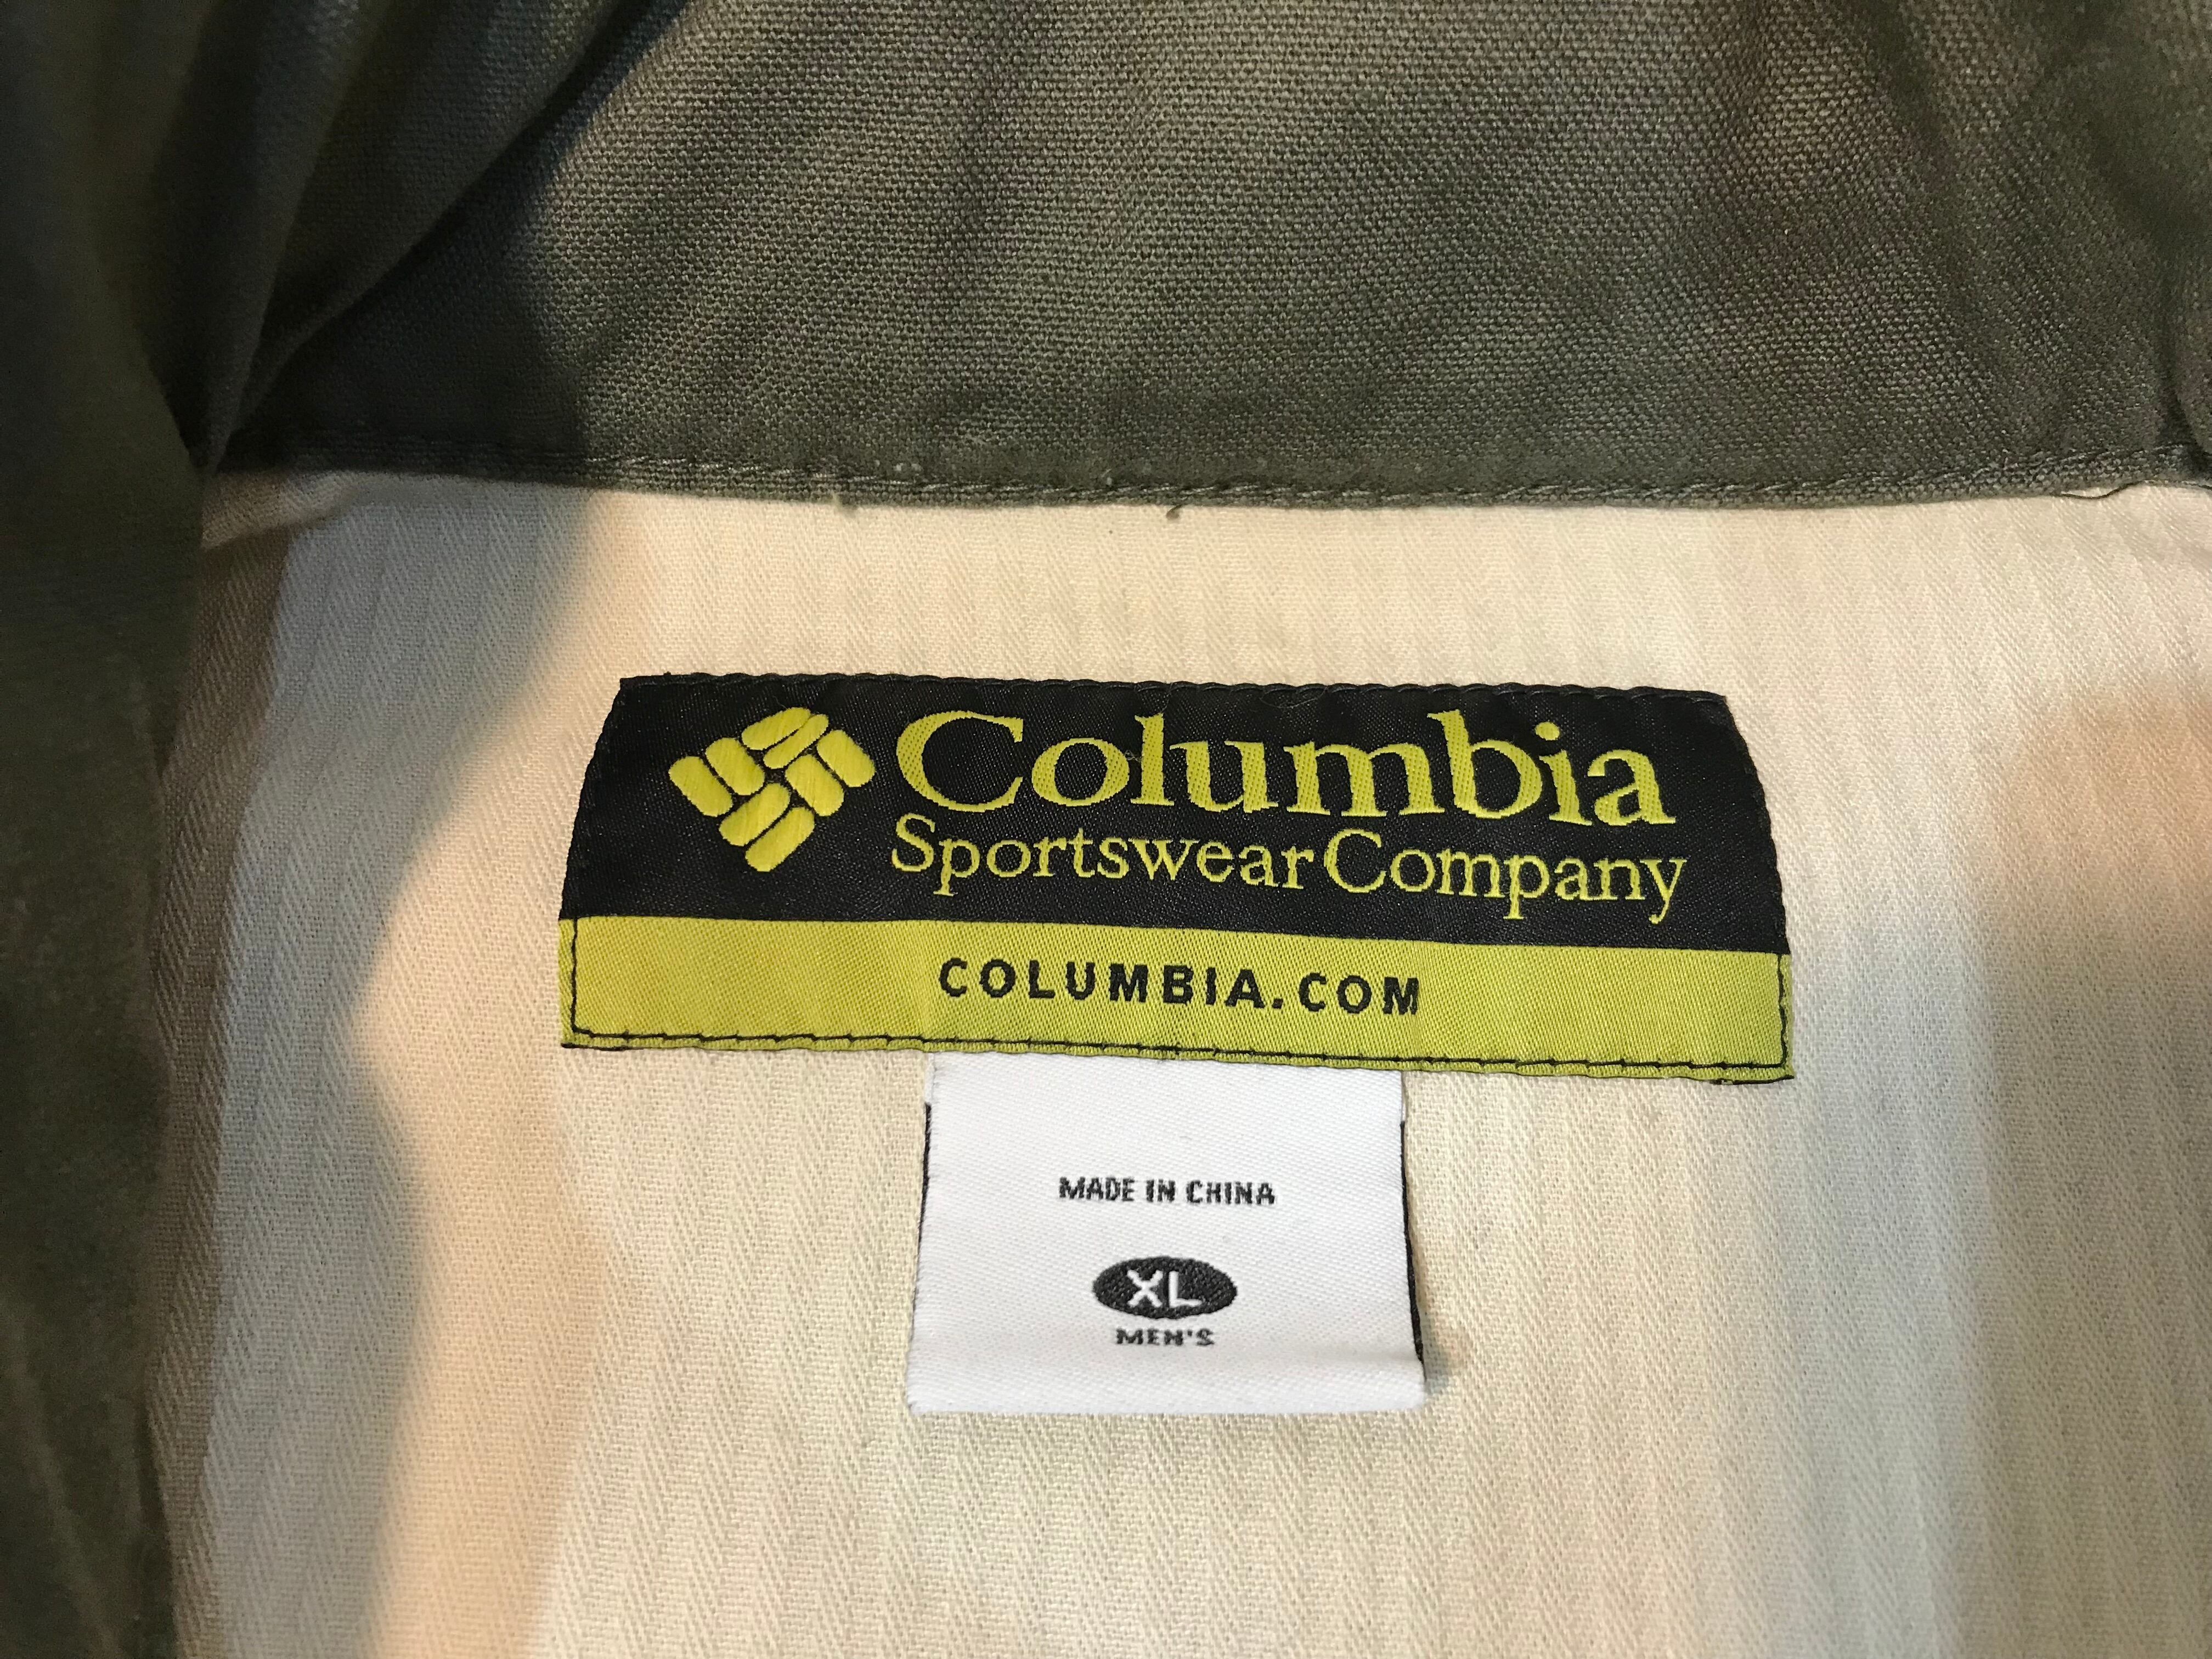 Columbia
Sportswear Company
COLUMBIA.COM
MADE IN CHINA
XL
MEN'S